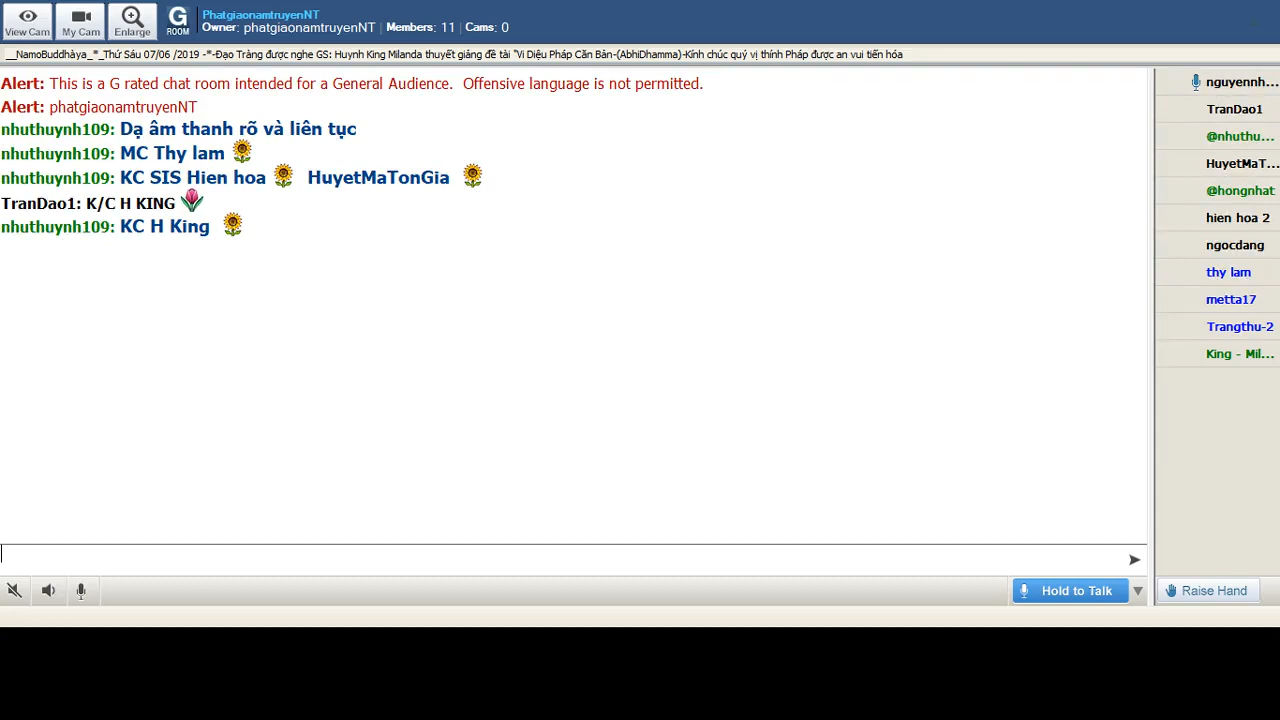 View Cam
My Cam
Enlarge
G
ROOM
PhatgiaonamtruyenNT
Owner: phatgiaonamtruyenNT | Members: 11 | Cams: 0
__NamoBuddhàya_*_Thứ Sáu 07/06 /2019 -*-Đạo Tràng được nghe GS: Huynh King Milanda thuyết giảng đề tài "Vi Diệu Pháp Căn Bản-(AbhiDhamma)-Kính chúc quý vị thính Pháp được an vui tiến hóa
Alert: This is a G rated chat room intended for a General Audience.  Offensive language is not permitted.
Alert: phatgiaonamtruyenNT
nhuthuynh109: Dạ âm thanh rõ và liên tục
nhuthuynh109: MC Thy lam
nhuthuynh109: KC SIS Hien hoa HuyetMaTonGia
TranDao1: K/C H KING
nhuthuynh109: KC H King
nguyennh...
TranDao1
@nhuthu...
HuyetMaT...
@hongnhat
hien hoa 2
ngocdang
thy lam
metta17
Trangthu-2
King - Mil...
Hold to Talk
Raise Hand